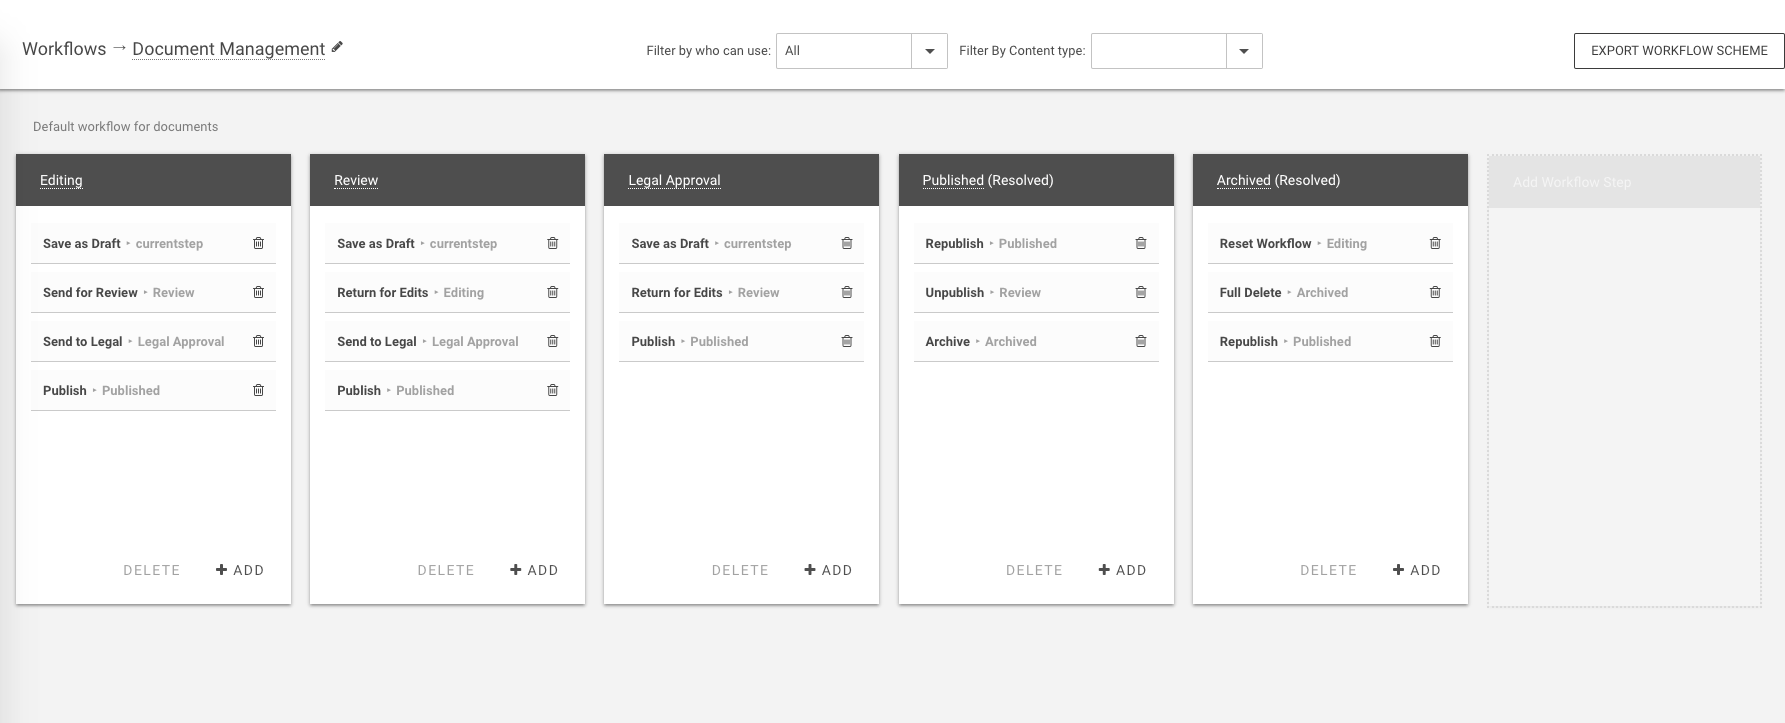 Workflows → Document Management
Filter by who can use: All
Filter By Content type:
EXPORT WORKFLOW SCHEME
Default workflow for documents
Editing
Save as Draft ‣ currentstep
Send for Review ‣ Review
Send to Legal ‣ Legal Approval
Publish ‣ Published
DELETE + ADD
Review
Save as Draft ‣ currentstep
Return for Edits ‣ Editing
Send to Legal ‣ Legal Approval
Publish ‣ Published
DELETE + ADD
Legal Approval
Save as Draft ‣ currentstep
Return for Edits ‣ Review
Publish ‣ Published
DELETE + ADD
Published (Resolved)
Republish ‣ Published
Unpublish ‣ Review
Archive ‣ Archived
DELETE + ADD
Archived (Resolved)
Reset Workflow ‣ Editing
Full Delete ‣ Archived
Republish ‣ Published
DELETE + ADD
Add Workflow Step